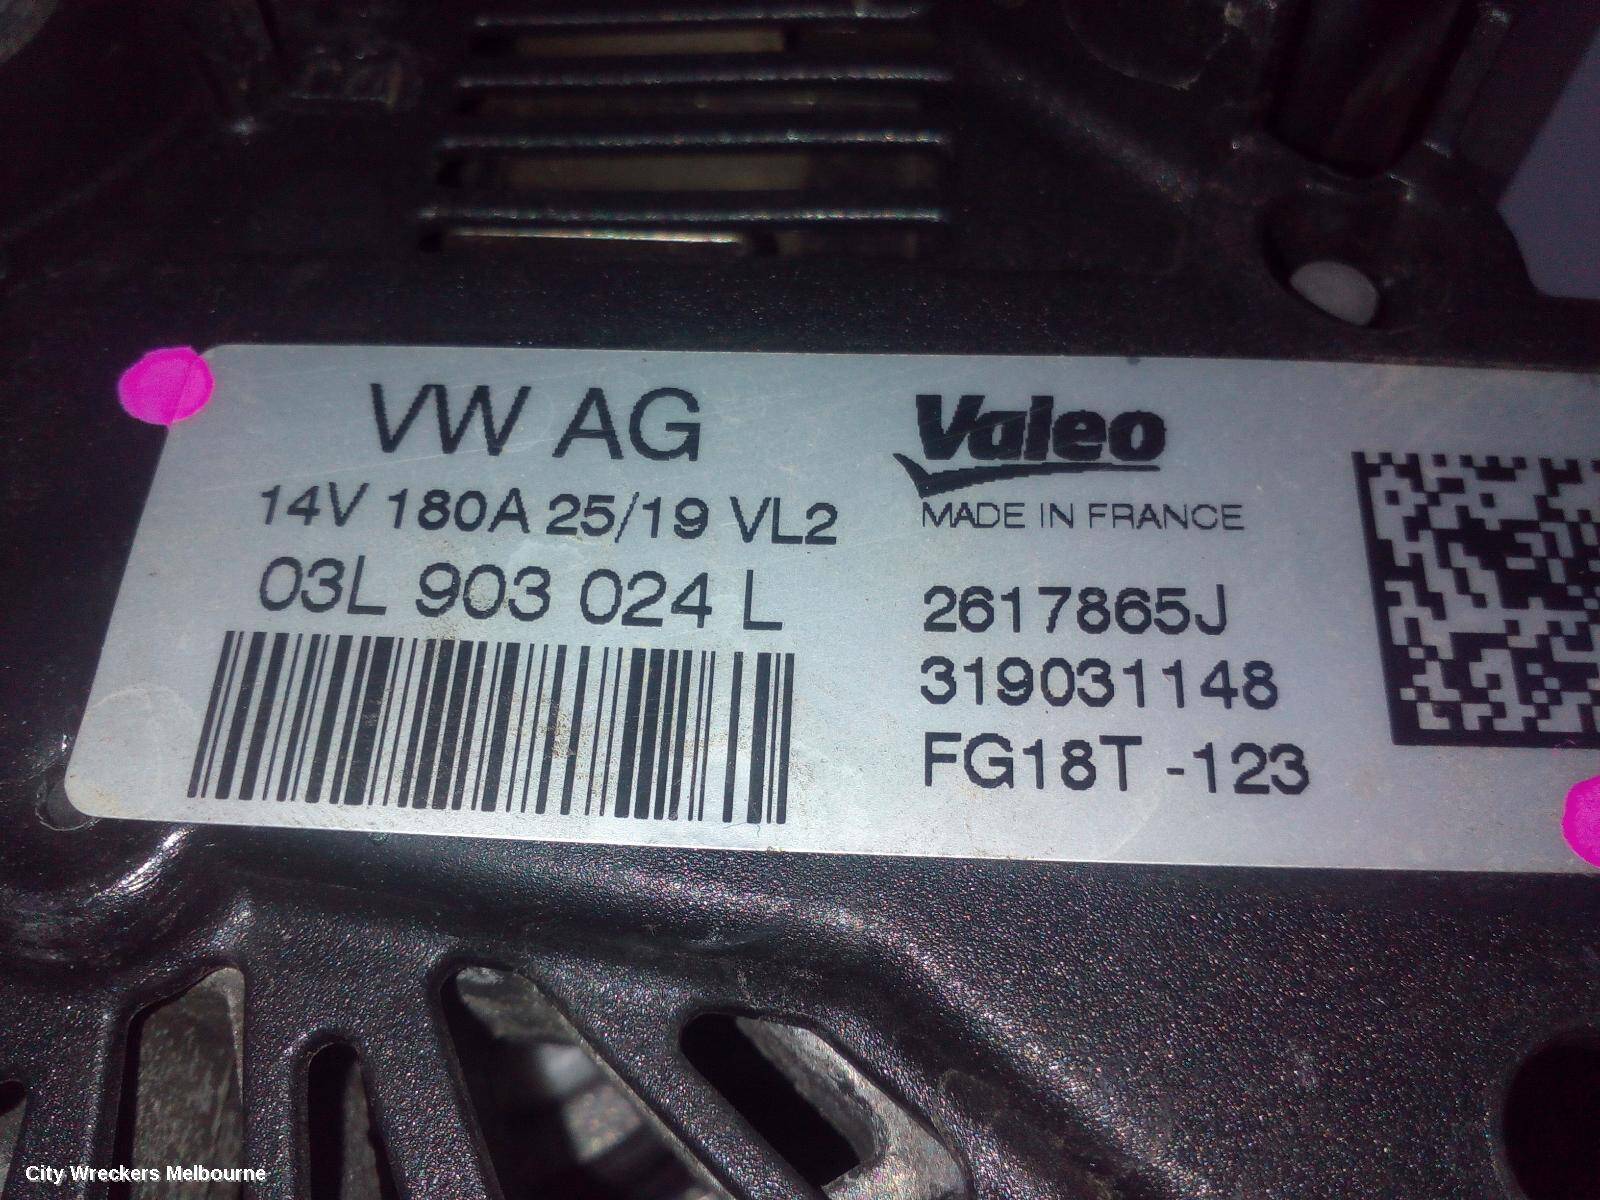 VW AG
14V 180A 25/19 VL2
03L 903 024 L
Valeo
MADE IN FRANCE
2617865J
319031148
FG18T -123
City Wreckers Melbourne